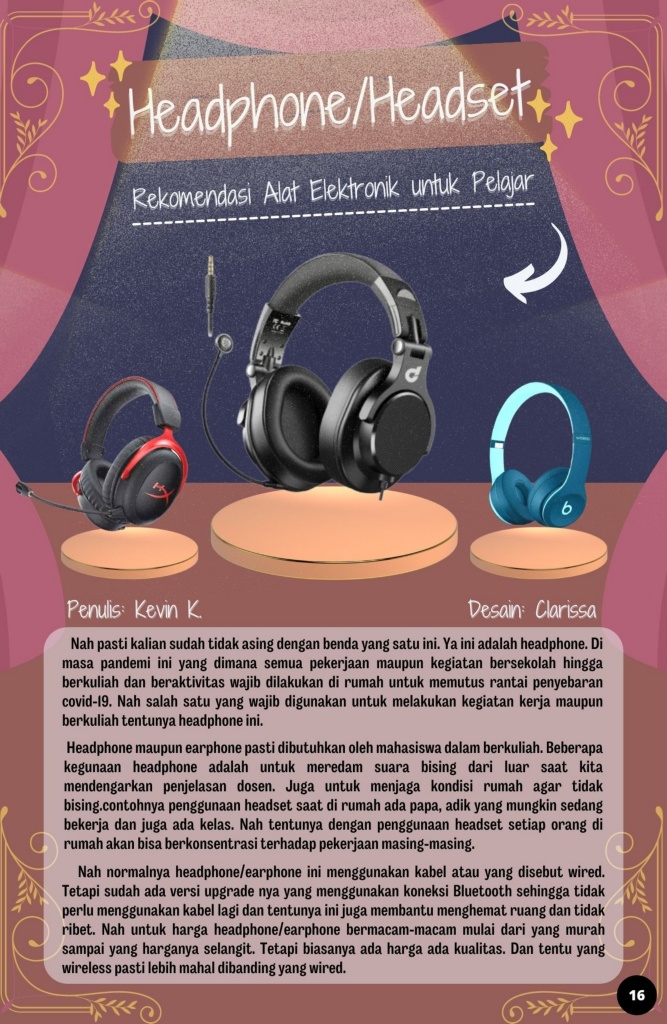 Headphone/Headset
Rekomendasi Alat Elektronik untuk Pelajar
Penulis: Kevin K.
Desain: Clarissa
Nah pasti kalian sudah tidak asing dengan benda yang satu ini. Ya ini adalah headphone. Di
masa pandemi ini yang dimana semua pekerjaan maupun kegiatan bersekolah hingga
berkuliah dan beraktivitas wajib dilakukan di rumah untuk memutus rantai penyebaran
covid-19. Nah salah satu yang wajib digunakan untuk melakukan kegiatan kerja maupun
berkuliah tentunya headphone ini.
Headphone maupun earphone pasti dibutuhkan oleh mahasiswa dalam berkuliah. Beberapa
kegunaan headphone adalah untuk meredam suara bising dari luar saat kita
mendengarkan penjelasan dosen. Juga untuk menjaga kondisi rumah agar tidak
bising.contohnya penggunaan headset saat di rumah ada papa, adik yang mungkin sedang
bekerja dan juga ada kelas. Nah tentunya dengan penggunaan headset setiap orang di
rumah akan bisa berkonsentrasi terhadap pekerjaan masing-masing.
Nah normalnya headphone/earphone ini menggunakan kabel atau yang disebut wired.
Tetapi sudah ada versi upgrade nya yang menggunakan koneksi Bluetooth sehingga tidak
perlu menggunakan kabel lagi dan tentunya ini juga membantu menghemat ruang dan tidak
ribet. Nah untuk harga headphone/earphone bermacam-macam mulai dari yang murah
sampai yang harganya selangit. Tetapi biasanya ada harga ada kualitas. Dan tentu yang
wireless pasti lebih mahal dibanding yang wired.
16